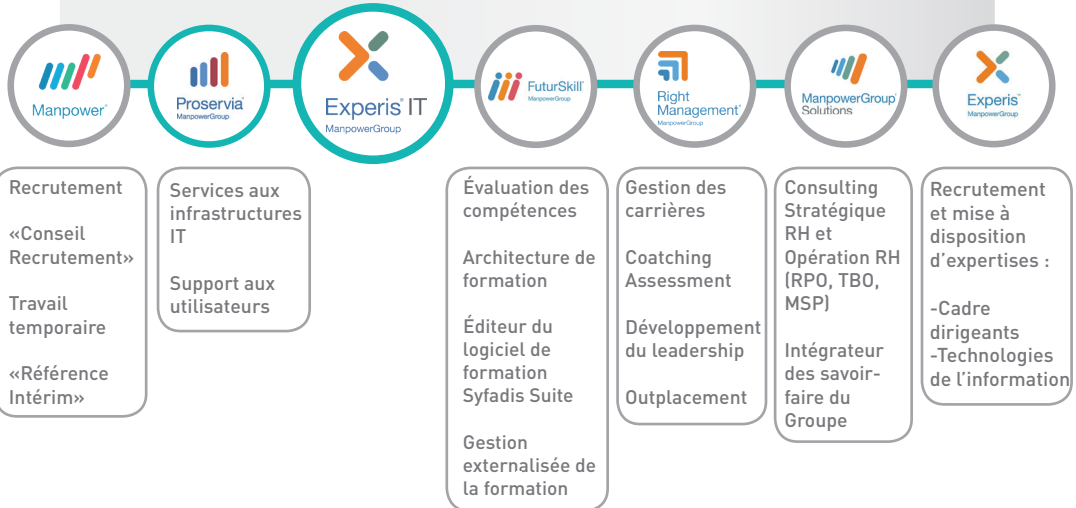 Manpower®
Proservia
ManpowerGroup
Experis® IT
ManpowerGroup
FuturSkill
ManpowerGroup
Right
Management®
ManpowerGroup
ManpowerGroup®
Solutions
Experis™
ManpowerGroup
Recrutement
«Conseil
Recrutement»
Travail
temporaire
«Référence
Intérim»
Services aux
infrastructures
IT
Support aux
utilisateurs
Évaluation des
compétences
Architecture de
formation
Éditeur du
logiciel de
formation
Syfadis Suite
Gestion
externalisée de
la formation
Gestion des
carrières
Coatching
Assessment
Développement
du leadership
Outplacement
Consulting
Stratégique
RH et
Opération RH
(RPO, TBO,
MSP)
Intégrateur
des savoir-
faire du
Groupe
Recrutement
et mise à
disposition
d’expertises :
-Cadre
dirigeants
-Technologies
de l’information